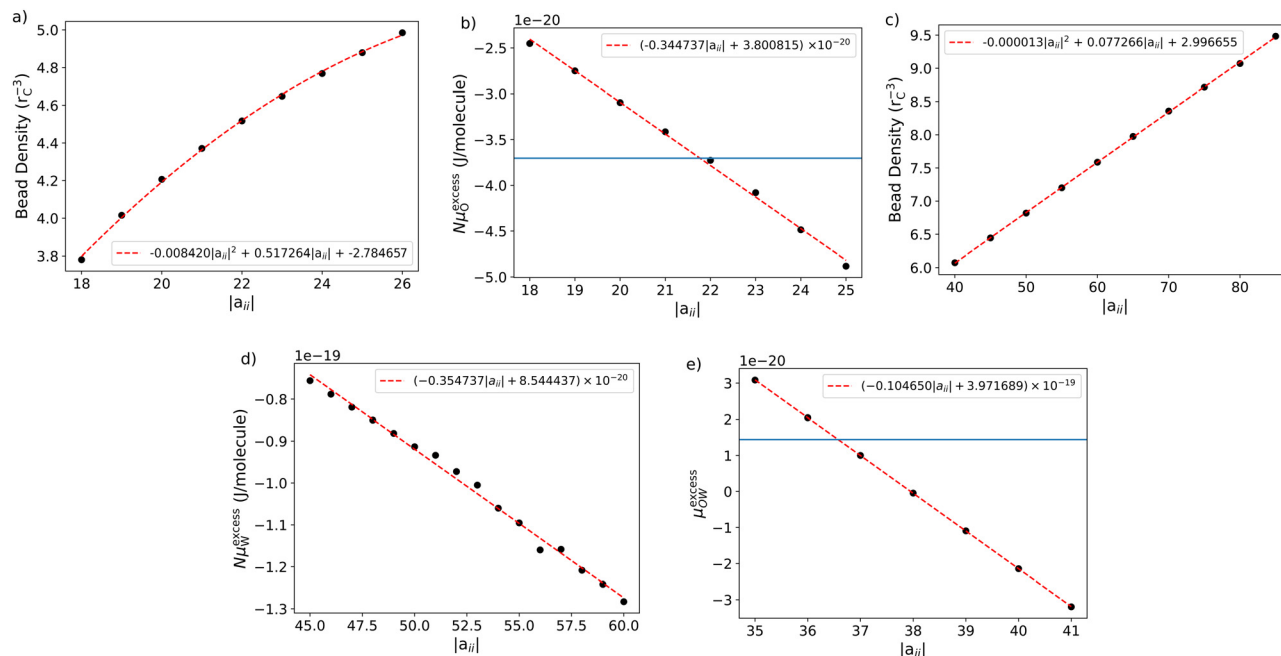 a)
Bead Density (r_C^-3)
5.0
4.8
4.6
4.4
4.2
4.0
3.8
-0.008420|a_ii|^2 + 0.517264|a_ii| + -2.784657
18 20 22 24 26
|a_ii|
b)
1e−20
Nμ_O^excess (J/molecule)
−2.5
−3.0
−3.5
−4.0
−4.5
−5.0
(-0.344737|a_ii| + 3.800815) ×10^−20
18 19 20 21 22 23 24 25
|a_ii|
c)
Bead Density (r_C^-3)
9.5
9.0
8.5
8.0
7.5
7.0
6.5
6.0
-0.000013|a_ii|^2 + 0.077266|a_ii| + 2.996655
40 50 60 70 80
|a_ii|
d)
1e−19
Nμ_W^excess (J/molecule)
−0.8
−0.9
−1.0
−1.1
−1.2
−1.3
(−0.354737|a_ii| + 8.544437) × 10^−20
45.0 47.5 50.0 52.5 55.0 57.5 60.0
|a_ii|
e)
1e−20
μ_OW^excess
3
2
1
0
−1
−2
−3
(−0.104650|a_ii| + 3.971689) × 10^−19
35 36 37 38 39 40 41
|a_ii|